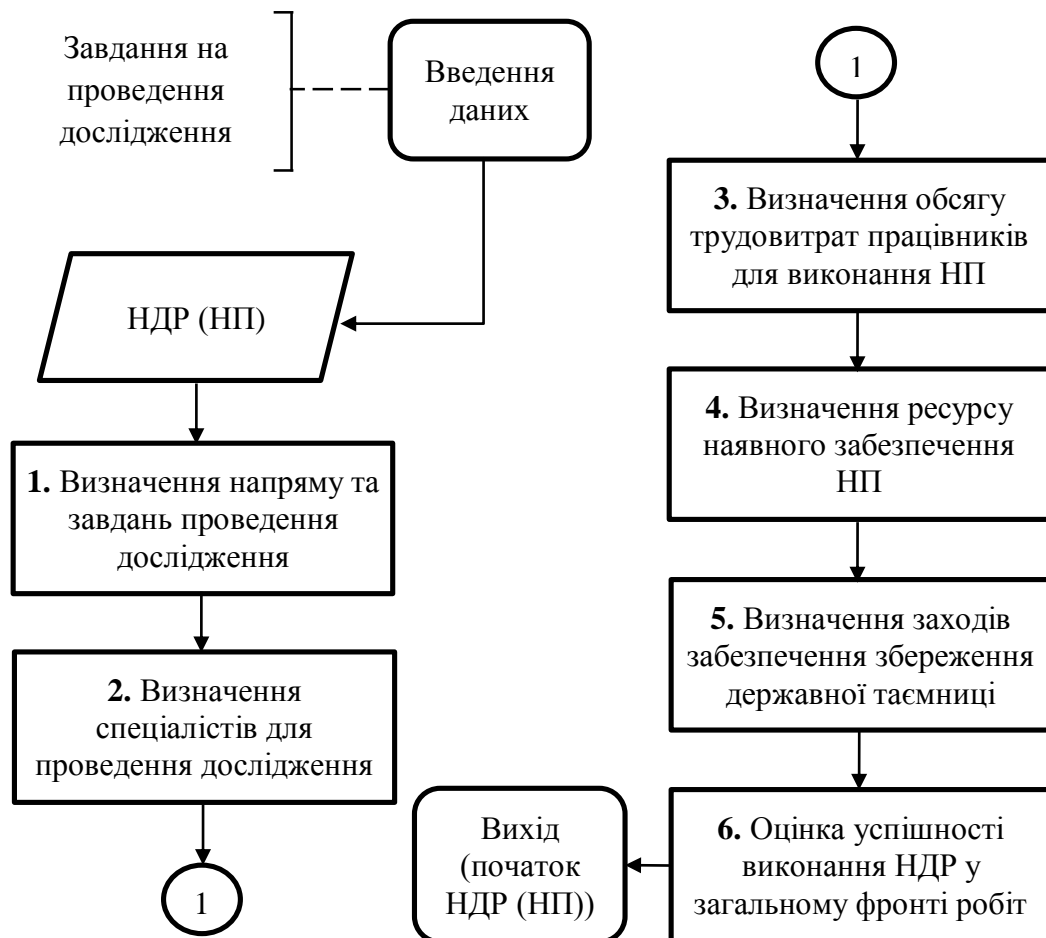 Завдання на
проведення
дослідження
Введення
даних
НДР (НП)
1. Визначення напряму та
завдань проведення
дослідження
2. Визначення
спеціалістів для
проведення дослідження
1
1
3. Визначення обсягу
трудовитрат працівників
для виконання НП
4. Визначення ресурсу
наявного забезпечення
НП
5. Визначення заходів
забезпечення збереження
державної таємниці
6. Оцінка успішності
виконання НДР у
загальному фронті робіт
Вихід
(початок
НДР (НП))